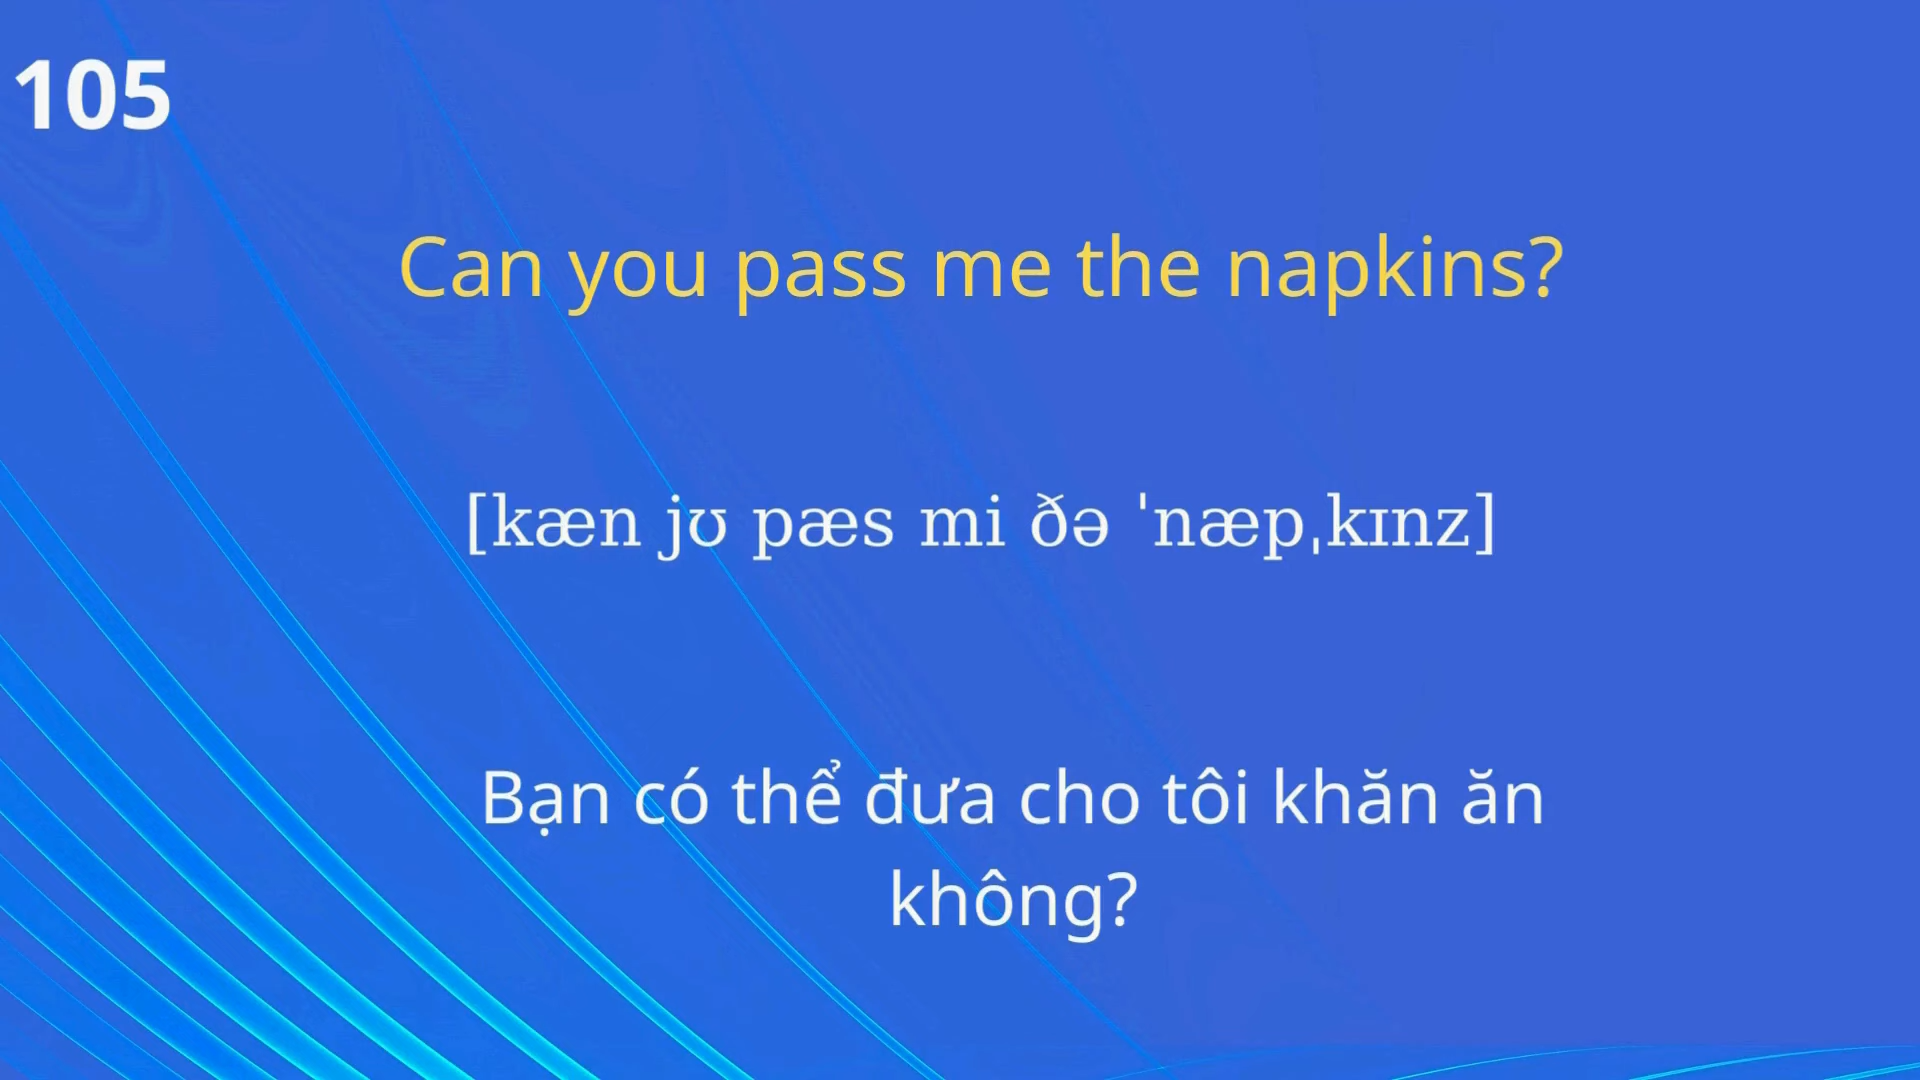 105
Can you pass me the napkins?
[kæn jʊ pæs mi ðə ˈnæpˌkɪnz]
Bạn có thể đưa cho tôi khăn ăn
không?